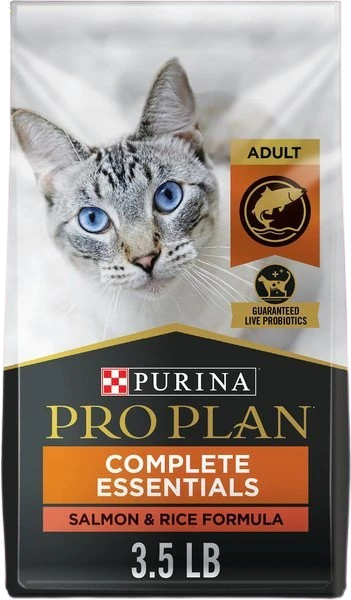 ADULT
GUARANTEED
LIVE PROBIOTICS
PURINA
PRO PLAN
COMPLETE
ESSENTIALS
SALMON & RICE FORMULA
3.5 LB